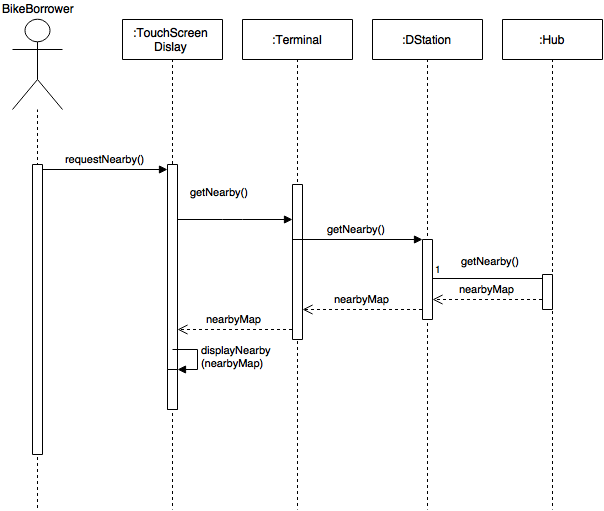 BikeBorrower
:TouchScreen
Dislay
:Terminal
:DStation
:Hub
requestNearby()
getNearby()
getNearby()
getNearby()
1
nearbyMap
nearbyMap
nearbyMap
displayNearby
(nearbyMap)